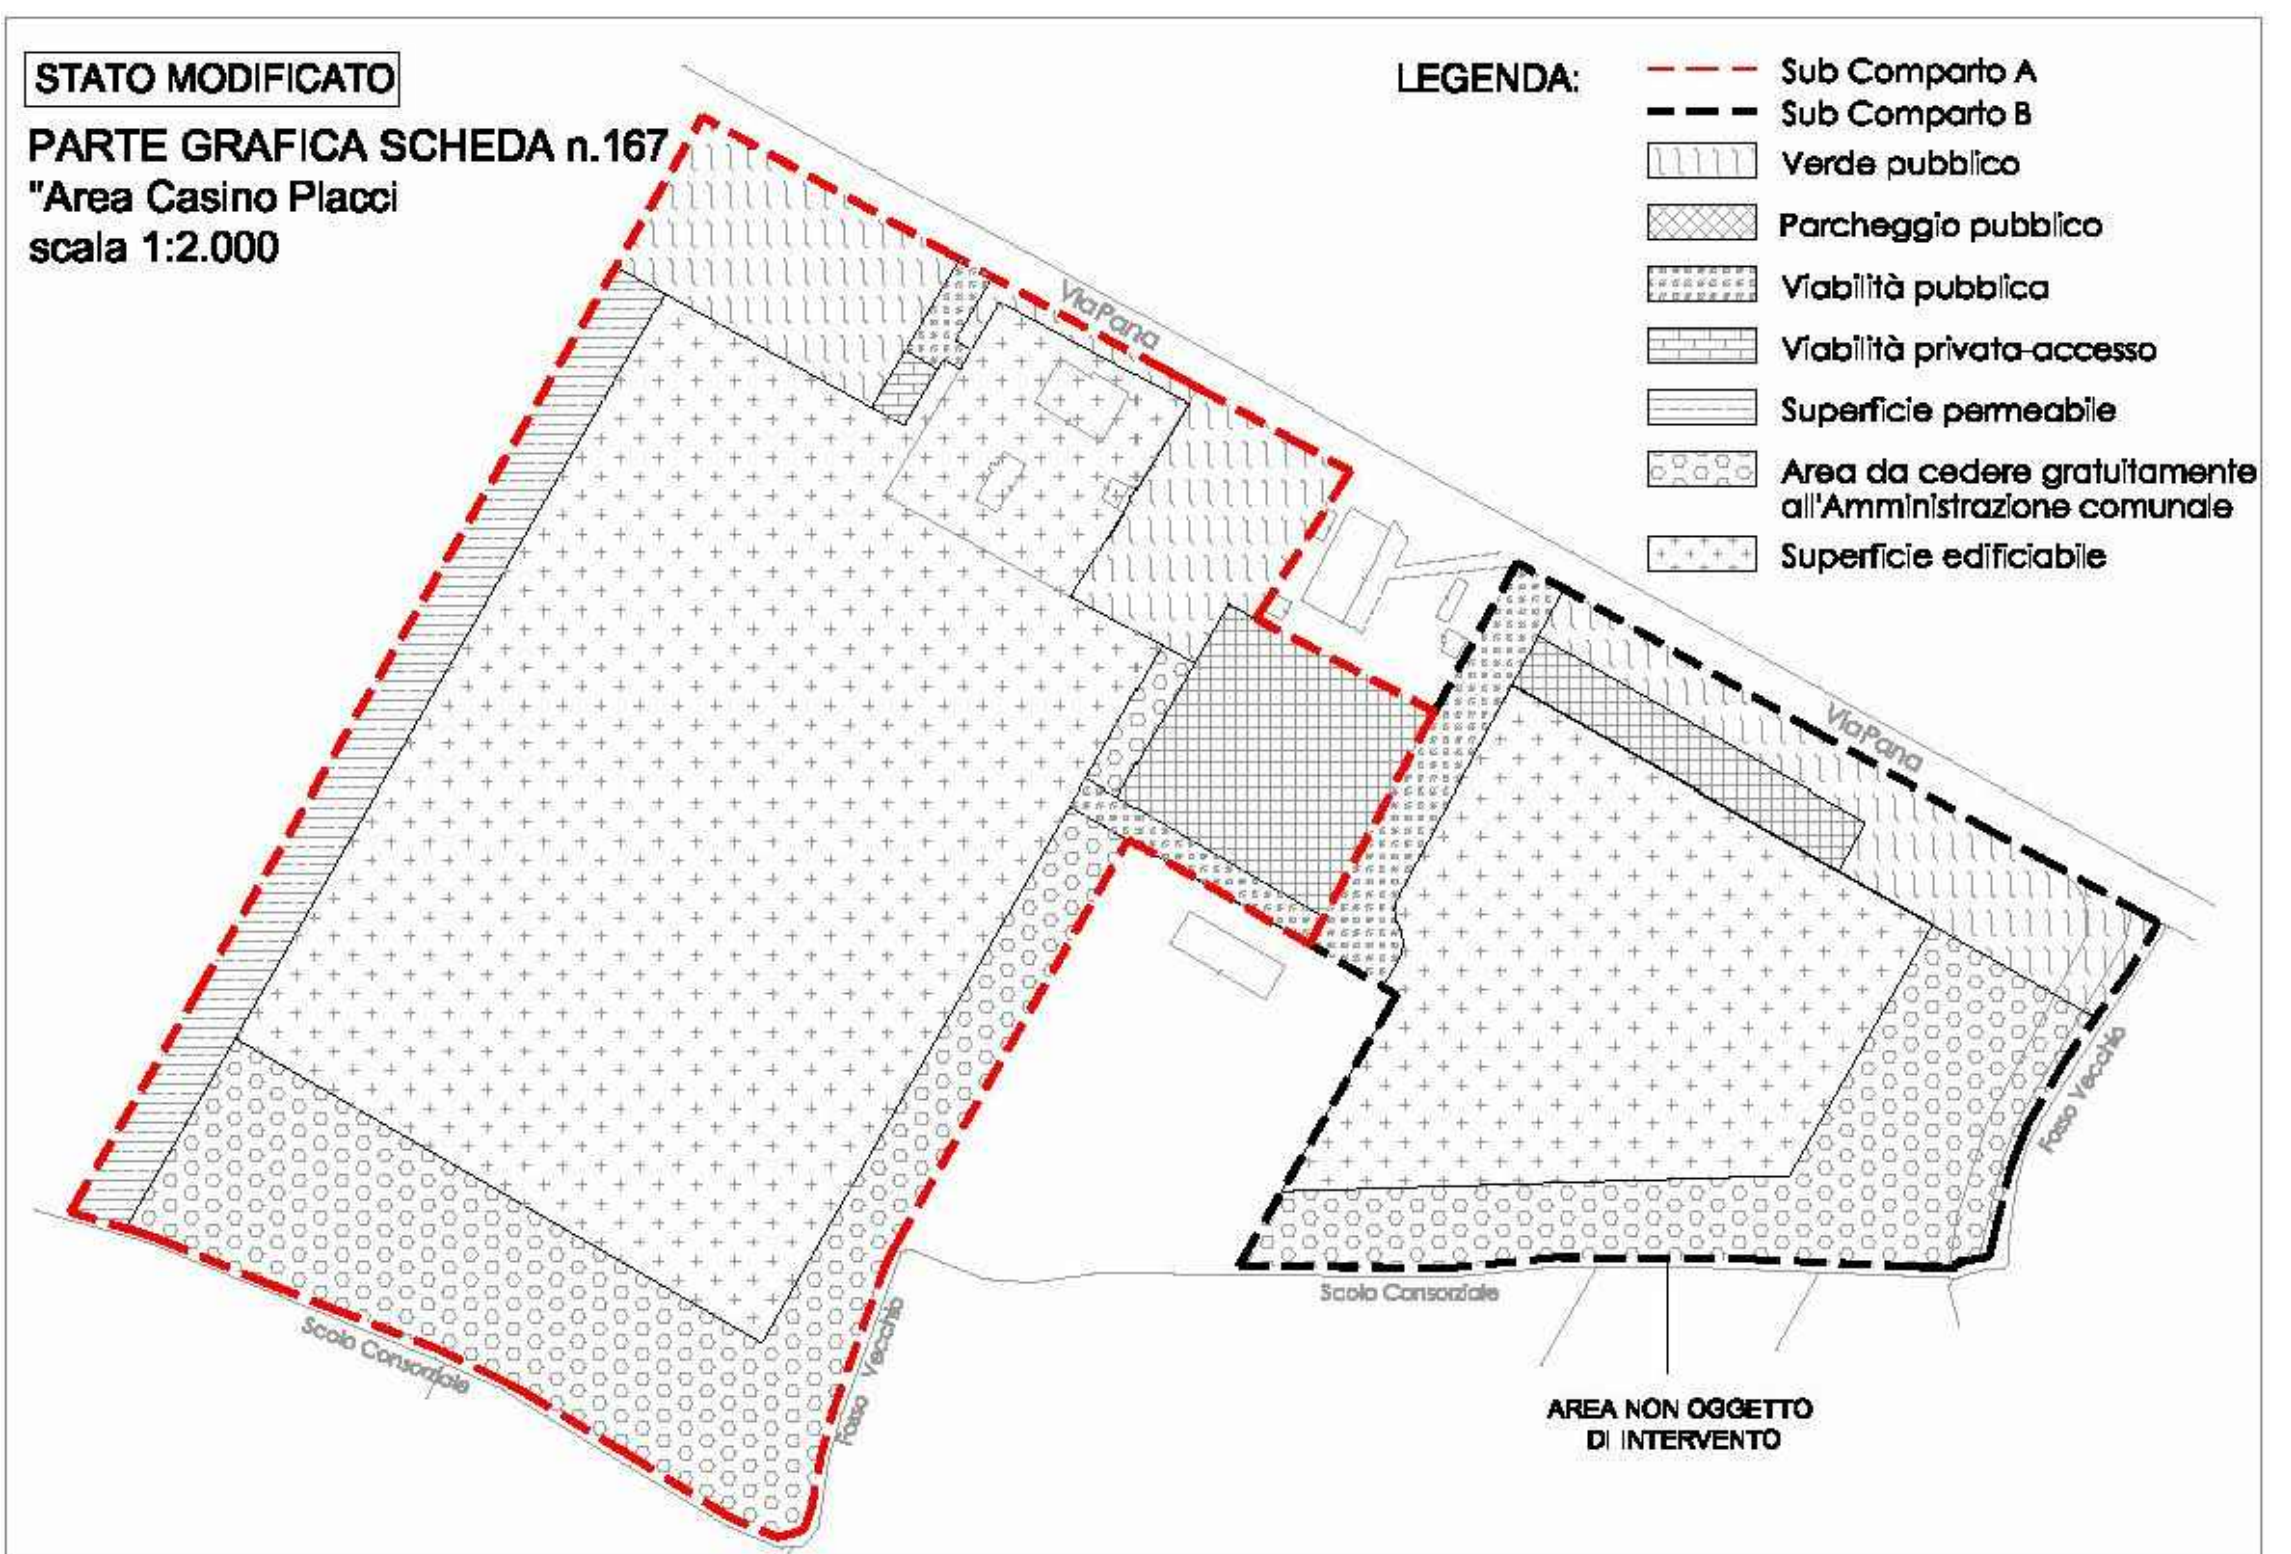 STATO MODIFICATO
PARTE GRAFICA SCHEDA n.167
"Area Casino Placci
scala 1:2.000
LEGENDA:
Sub Comparto A
Sub Comparto B
Verde pubblico
Parcheggio pubblico
Viabilità pubblica
Viabilità privata-accesso
Superficie permeabile
Area da cedere gratuitamente
all'Amministrazione comunale
Superficie edificiabile
Via Pana
Via Pana
Fosso Vecchio
Scolo Consorziale
Fosso Vecchio
Scolo Consorziale
AREA NON OGGETTO
DI INTERVENTO